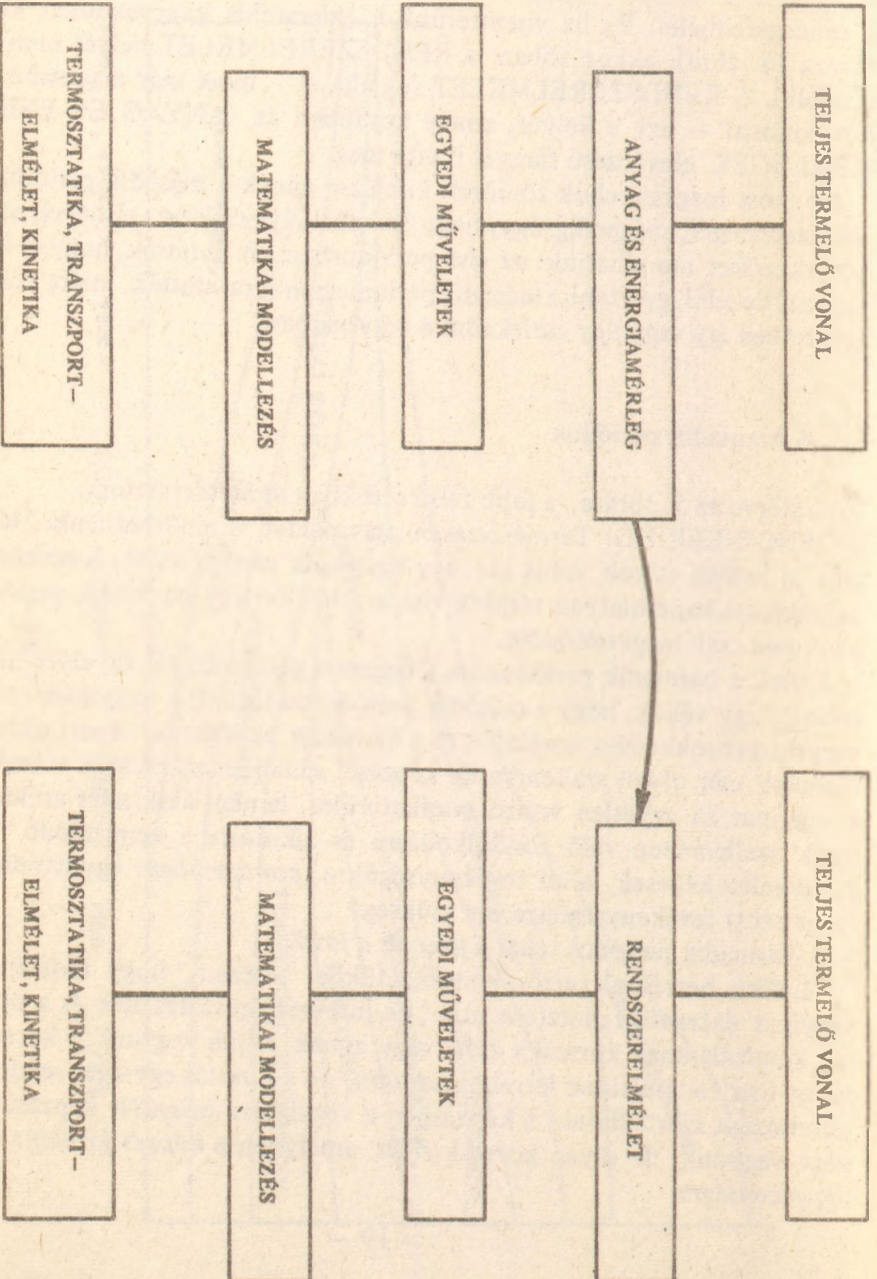 TELJES TERMELŐ VONAL
ANYAG ÉS ENERGIAMÉRLEG
EGYEDI MŰVELETEK
MATEMATIKAI MODELLEZÉS
TERMOSZTATIKA, TRANSZPORT–
ELMÉLET, KINETIKA
TELJES TERMELŐ VONAL
RENDSZERELMÉLET
EGYEDI MŰVELETEK
MATEMATIKAI MODELLEZÉS
TERMOSZTATIKA, TRANSZPORT–
ELMÉLET, KINETIKA